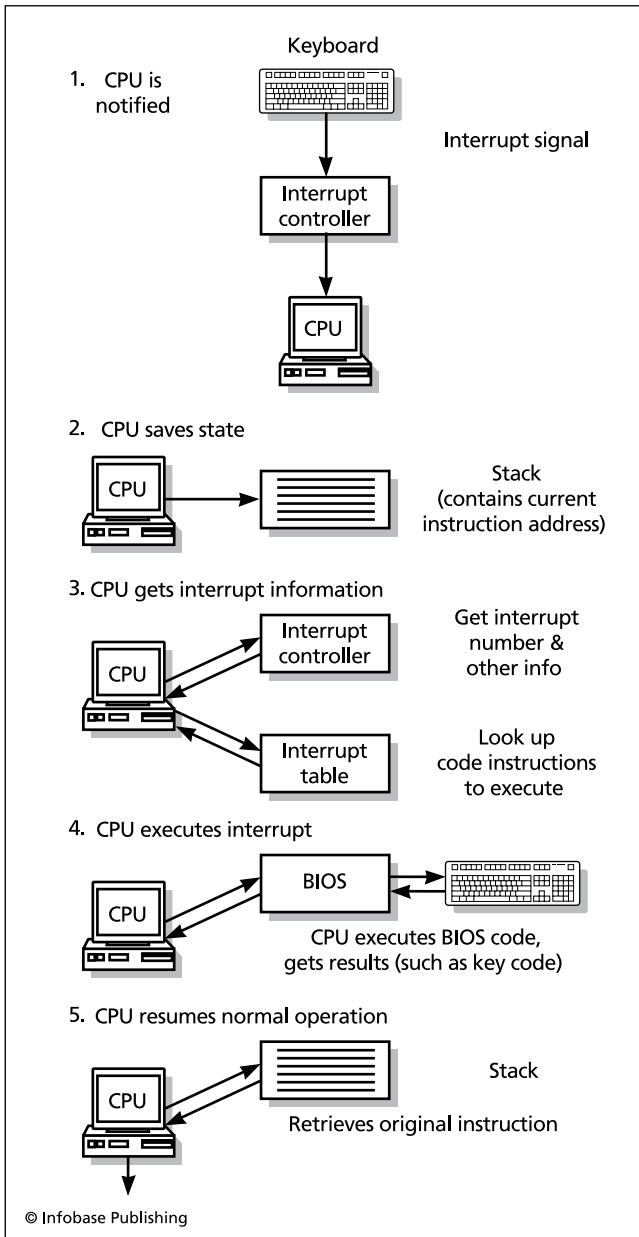 Keyboard
1. CPU is
notified
Interrupt signal
Interrupt
controller
CPU
2. CPU saves state
CPU
Stack
(contains current
instruction address)
3. CPU gets interrupt information
Interrupt
controller
Get interrupt
number &
other info
CPU
Interrupt
table
Look up
code instructions
to execute
4. CPU executes interrupt
BIOS
CPU
CPU executes BIOS code,
gets results (such as key code)
5. CPU resumes normal operation
CPU
Stack
Retrieves original instruction
© Infobase Publishing